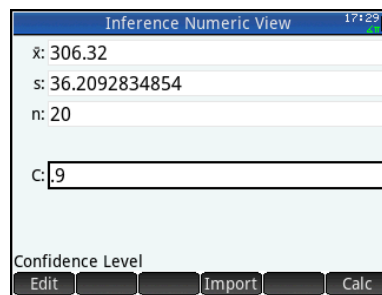 Inference Numeric View 17:29
x̄: 306.32
s: 36.2092834854
n: 20
C: .9
Confidence Level
Edit Import Calc